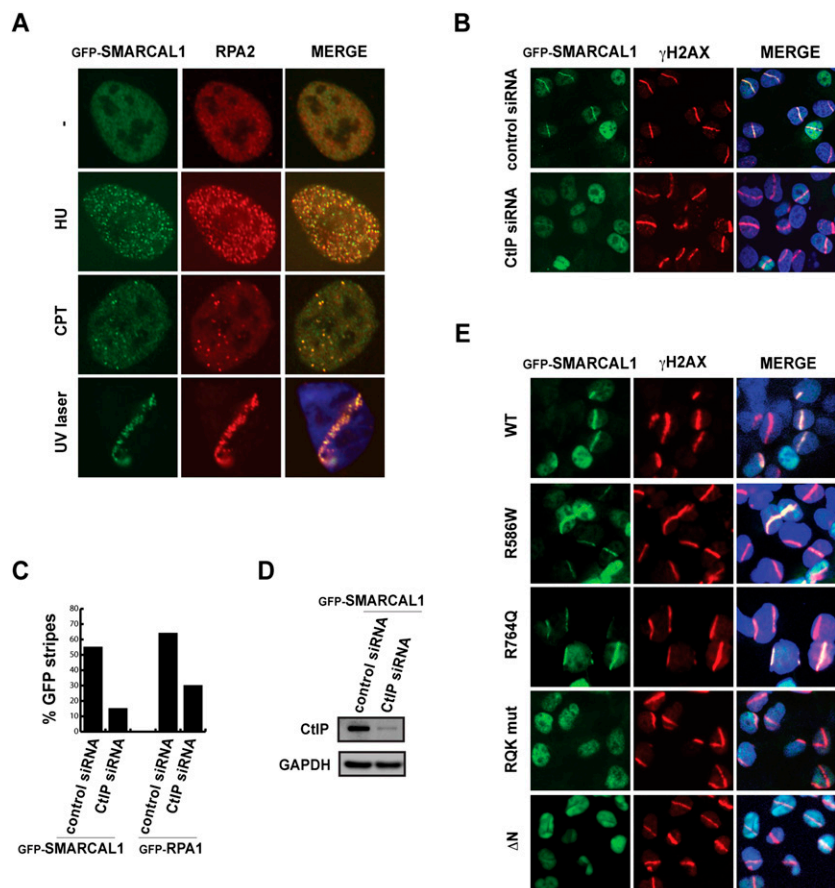 A
GFP-SMARCAL1 RPA2 MERGE
-
HU
CPT
UV laser
B
GFP-SMARCAL1 γH2AX MERGE
control siRNA
CtIP siRNA
C
% GFP stripes
80
70
60
50
40
30
20
10
0
control siRNA
CtIP siRNA
control siRNA
CtIP siRNA
GFP-SMARCAL1
GFP-RPA1
D
GFP-SMARCAL1
control siRNA
CtIP siRNA
CtIP
GAPDH
E
GFP-SMARCAL1 γH2AX MERGE
WT
R586W
R764Q
RQK mut
ΔN